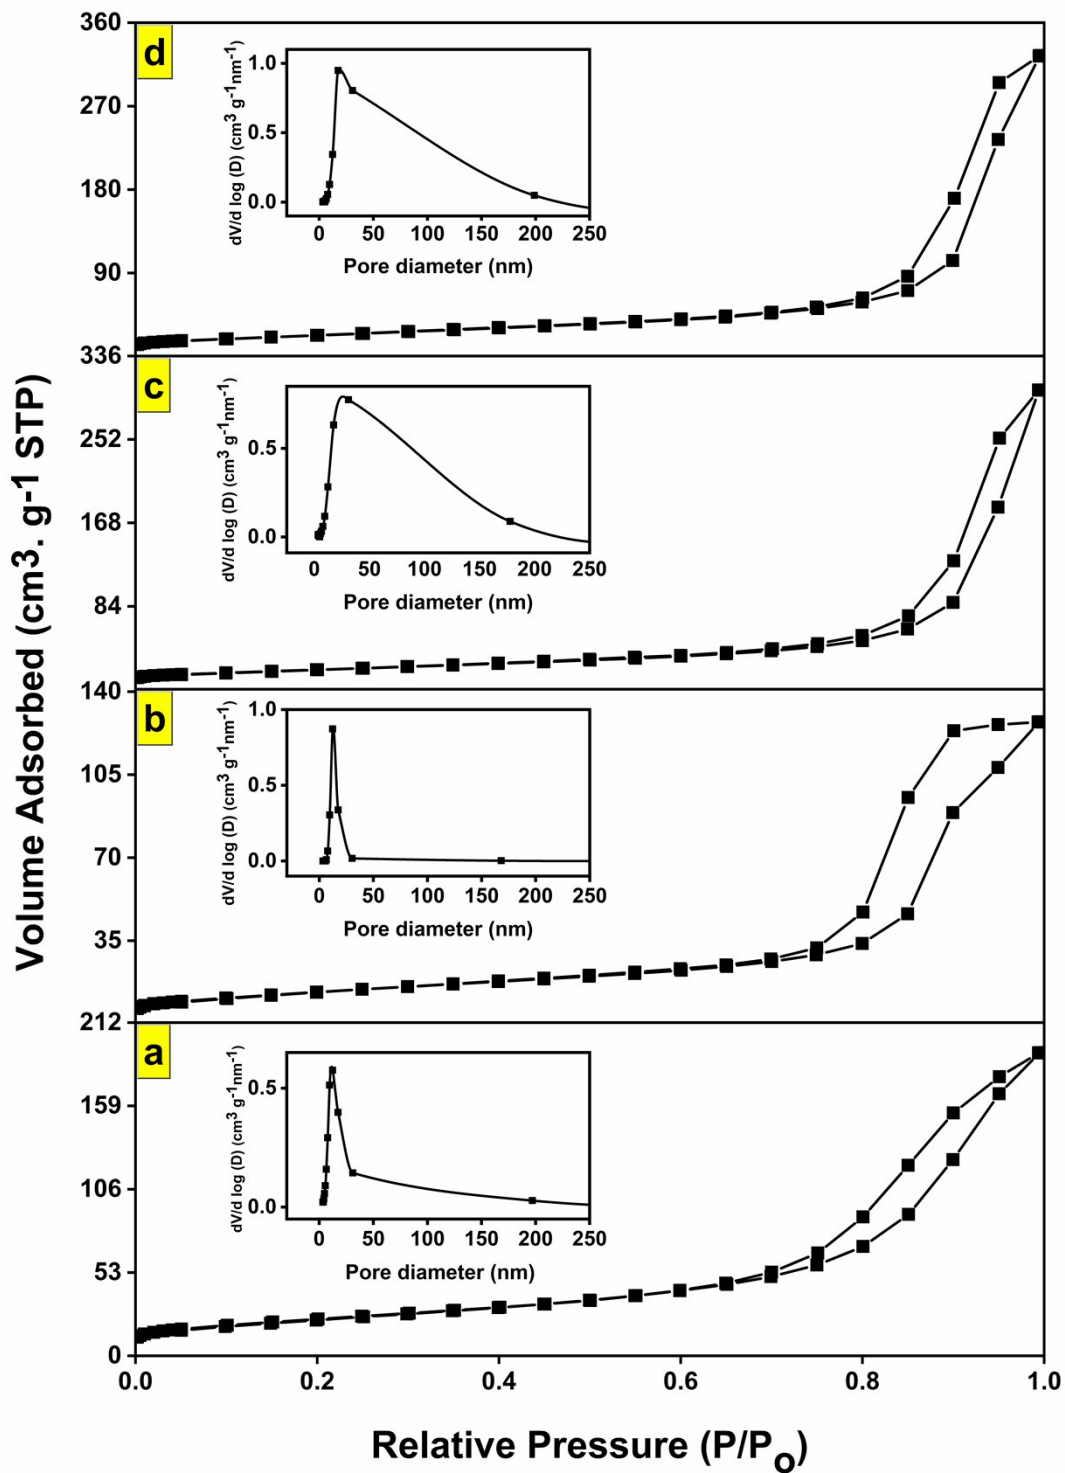 Volume Adsorbed (cm3. g-1 STP)
360
270
180
90
d
1.0
0.5
0.0
dV/d log (D) (cm3 g-1nm-1)
0 50 100 150 200 250
Pore diameter (nm)
336
252
168
84
c
0.5
0.0
dV/d log (D) (cm3 g-1nm-1)
0 50 100 150 200 250
Pore diameter (nm)
140
105
70
35
b
1.0
0.5
0.0
dV/d log (D) (cm3 g-1nm-1)
0 50 100 150 200 250
Pore diameter (nm)
212
159
106
53
0
a
0.5
0.0
dV/d log (D) (cm3 g-1nm-1)
0 50 100 150 200 250
Pore diameter (nm)
0.0 0.2 0.4 0.6 0.8 1.0
Relative Pressure (P/Po)